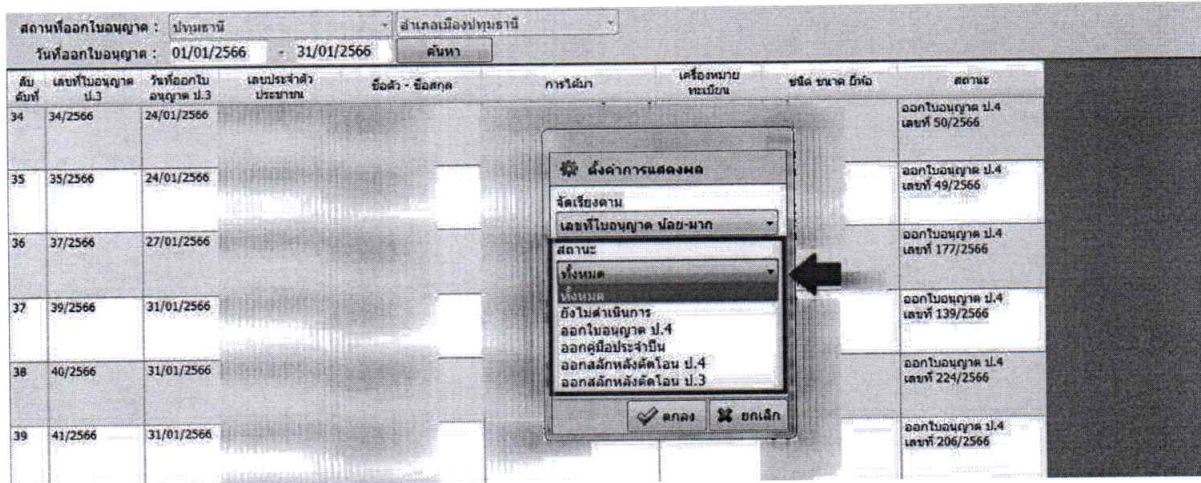 สถานที่ออกใบอนุญาต : ปทุมธานี อำเภอเมืองปทุมธานี
วันที่ออกใบอนุญาต : 01/01/2566 - 31/01/2566 ค้นหา
ลับดับที่ เลขที่ใบอนุญาต ป.3 วันที่ออกใบอนุญาต ป.3 เลขประจำตัวประชาชน ชื่อตัว - ชื่อสกุล การได้มา เครื่องหมายทะเบียน ชนิด ขนาด ยี่ห้อ สถานะ
34 34/2566 24/01/2566 ออกใบอนุญาต ป.4
เลขที่ 50/2566
35 35/2566 24/01/2566 ออกใบอนุญาต ป.4
เลขที่ 49/2566
36 37/2566 27/01/2566 ออกใบอนุญาต ป.4
เลขที่ 177/2566
37 39/2566 31/01/2566 ออกใบอนุญาต ป.4
เลขที่ 139/2566
38 40/2566 31/01/2566 ออกใบอนุญาต ป.4
เลขที่ 224/2566
39 41/2566 31/01/2566 ออกใบอนุญาต ป.4
เลขที่ 206/2566
ตั้งค่าการแสดงผล
จัดเรียงตาม
เลขที่ใบอนุญาต น้อย-มาก
สถานะ
ทั้งหมด
ทั้งหมด
ยังไม่ดำเนินการ
ออกใบอนุญาต ป.4
ออกคู่มือประจำปืน
ออกสลักหลังตัดโอน ป.4
ออกสลักหลังตัดโอน ป.3
ตกลง ยกเลิก